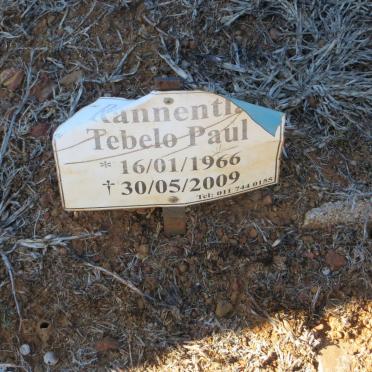 Tebelo Paul
* 16/01/1966
† 30/05/2009
Tel: 011 744 0155